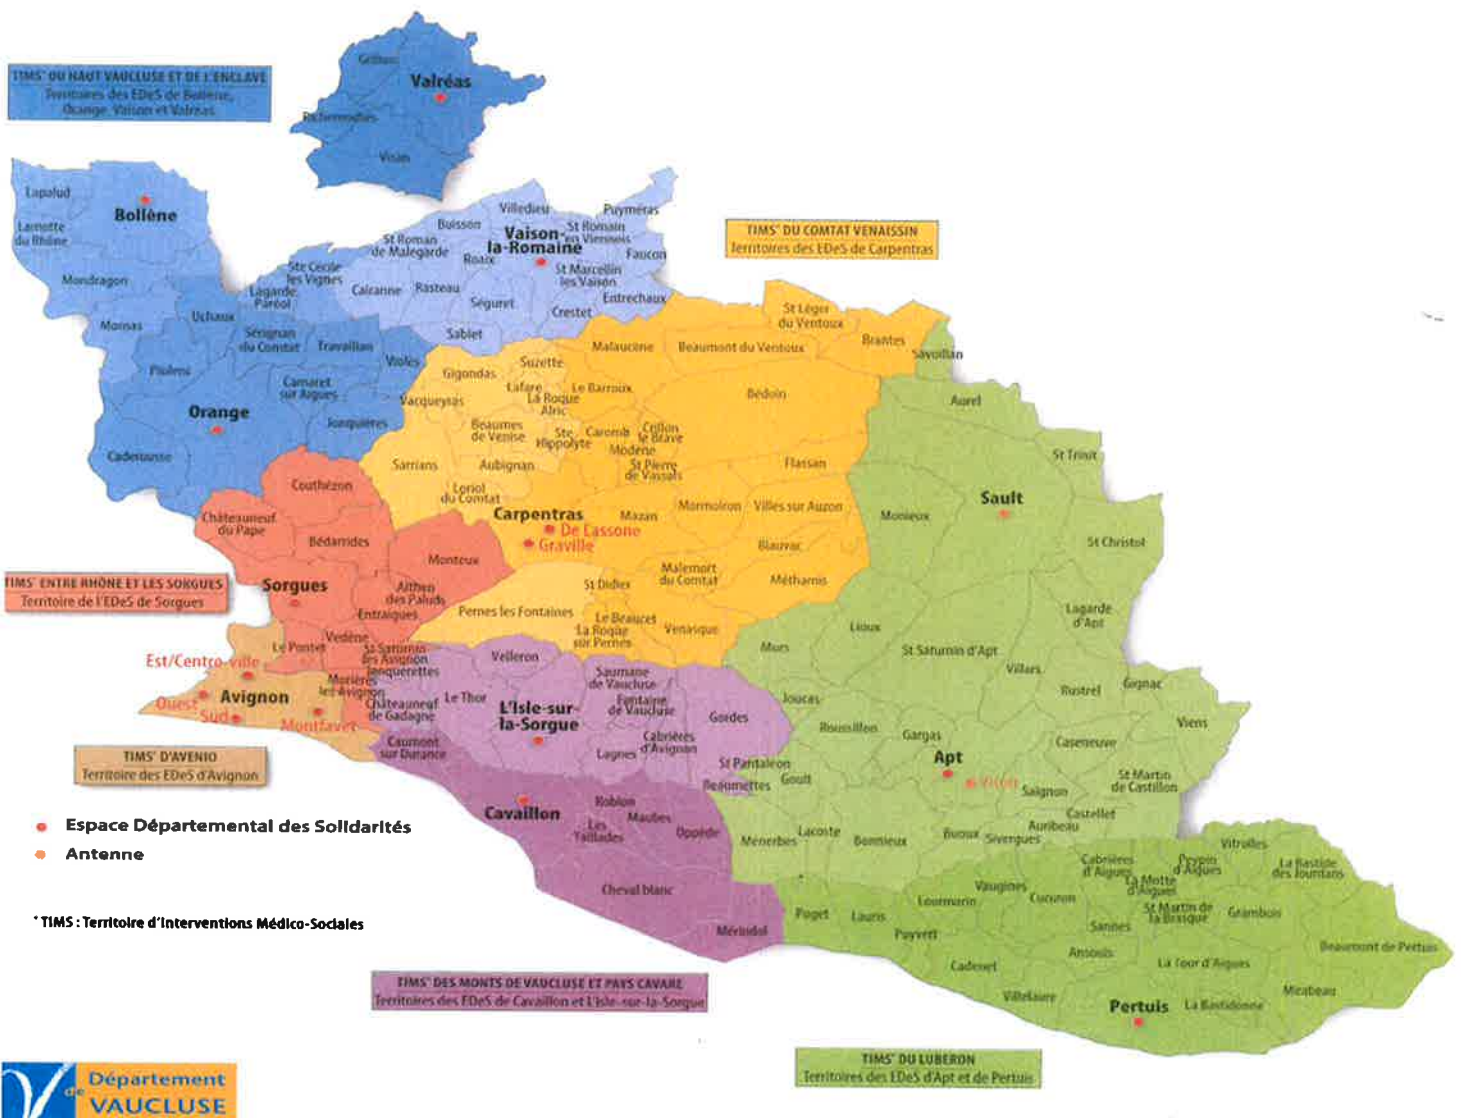 TIMS* DU HAUT VAUCLUSE ET DE L'ENCLAVE
Territoires des EDeS de Bollène,
Orange, Vaison et Valréas
Grillon
Valréas
Richerenches
Visan
Lapalud
Bollène
Lamotte
du Rhône
Mondragon
Mornas
Villedieu
Puyméras
Buisson
St Roman
de Malegarde
Vaison-
la-Romaine
St Romain
en Viennois
Roaix
Faucon
St Marcellin
les Vaison
Entrechaux
Cairanne
Rasteau
Séguret
Crestet
Sablet
Ste Cécile
les Vignes
Lagarde
Paréol
Uchaux
Sérignan
du Comtat
Travaillan
Violès
Piolenc
Camaret
sur Aigues
Orange
Jonquières
Caderousse
TIMS* DU COMTAT VENAISSIN
Territoires des EDeS de Carpentras
St Léger
du Ventoux
Brantes
Savoillan
Malaucène
Beaumont du Ventoux
Suzette
Gigondas
Lafare
La Roque
Alric
Le Barroux
Bédoin
Vacqueyras
Beaumes
de Venise
Ste
Hippolyte
Caromb
Crillon
le Brave
Modène
St Pierre
de Vassols
Flassan
Sarrians
Aubignan
Loriol
du Comtat
Carpentras
De Lassone
Graville
Mazan
Mormoiron
Villes sur Auzon
Blauvac
Malemort
du Comtat
Méthamis
St Didier
Pernes les Fontaines
Le Beaucet
La Roque
sur Pernes
Venasque
Aurel
St Trinit
Sault
Monieux
St Christol
Lagarde
d'Apt
Lioux
Murs
St Saturnin d'Apt
Villars
Rustrel
Gignac
Viens
Joucas
Roussillon
Gargas
Caseneuve
Apt
Saignon
St Martin
de Castillon
St Pantaléon
Goult
Beaumettes
Castellet
Auribeau
Ménerbes
Lacoste
Bonnieux
Buoux
Sivergues
Couthézon
Châteauneuf
du Pape
Bédarrides
Monteux
TIMS* ENTRE RHÔNE ET LES SORGUES
Territoire de l'EDeS de Sorgues
Sorgues
Althen
des Paluds
Entraigues
Vedène
Le Pontet
St Saturnin
les Avignon
Jonquerettes
Morières
les Avignon
Est/Centre-ville
Ouest
Avignon
Sud
Montfavet
TIMS* D'AVENIO
Territoire des EDeS d'Avignon
Velleron
Saumane
de Vaucluse
Le Thor
Châteauneuf
de Gadagne
L'Isle-sur-
la-Sorgue
Fontaine
de Vaucluse
Gordes
Cabrières
d'Avignon
Lagnes
Caumont
sur Durance
Cavaillon
Robion
Maubes
Les
Taillades
Oppède
Cheval blanc
Mérindol
Espace Départemental des Solidarités
Antenne
* TIMS : Territoire d'Interventions Médico-Sociales
Vitrolles
Cabrières
d'Aigues
Peypin
d'Aigues
La Bastide
des Jourdans
La Motte
d'Aigues
Vaugines
Cucuron
Lourmarin
St Martin de
la Brasque
Grambois
Puget
Lauris
Puyvert
Sannes
Ansouis
Beaumont de Pertuis
Cadenet
La Tour d'Aigues
Villelaure
Pertuis
La Bastidonne
Mirabeau
TIMS* DES MONTS DE VAUCLUSE ET PAYS CAVARE
Territoires des EDeS de Cavaillon et L'Isle-sur-la-Sorgue
TIMS* DU LUBERON
Territoires des EDeS d'Apt et de Pertuis
Département
de VAUCLUSE